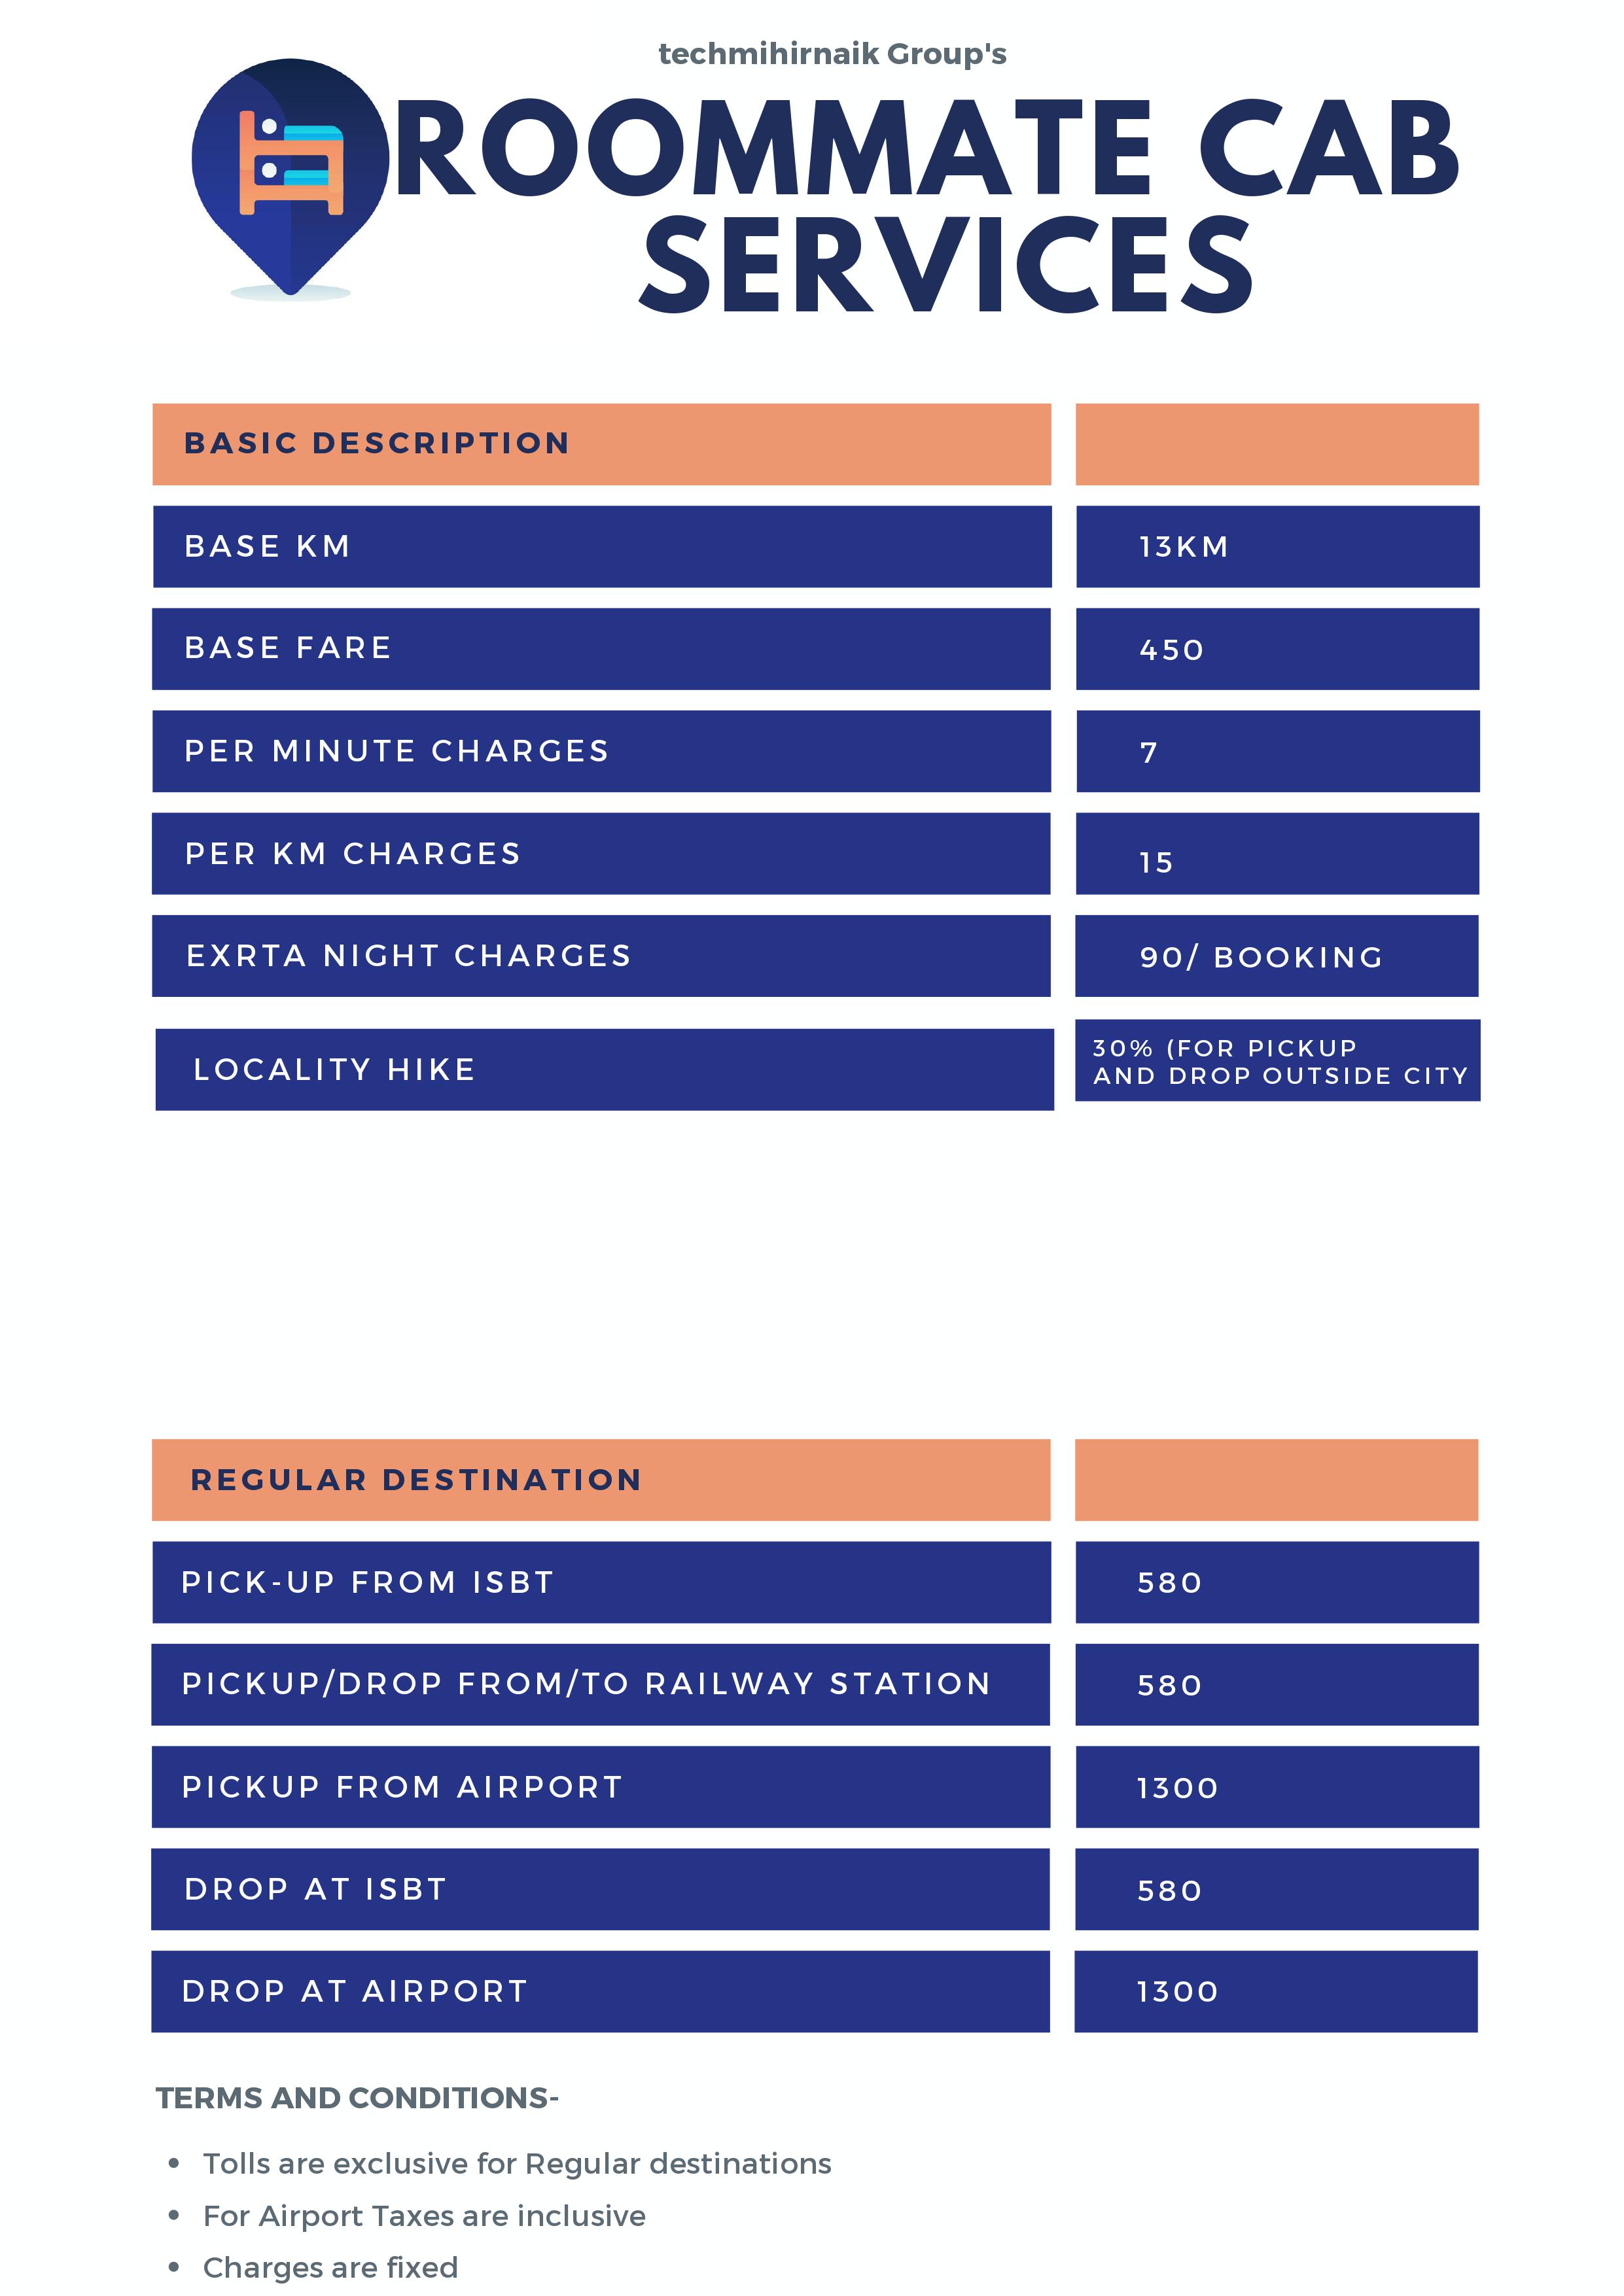 techmihirnaik Group's
ROOMMATE CAB
SERVICES
BASIC DESCRIPTION
BASE KM 13KM
BASE FARE 450
PER MINUTE CHARGES 7
PER KM CHARGES 15
EXRTA NIGHT CHARGES 90/ BOOKING
LOCALITY HIKE 30% (FOR PICKUP
AND DROP OUTSIDE CITY
REGULAR DESTINATION
PICK-UP FROM ISBT 580
PICKUP/DROP FROM/TO RAILWAY STATION 580
PICKUP FROM AIRPORT 1300
DROP AT ISBT 580
DROP AT AIRPORT 1300
TERMS AND CONDITIONS-
• Tolls are exclusive for Regular destinations
• For Airport Taxes are inclusive
• Charges are fixed